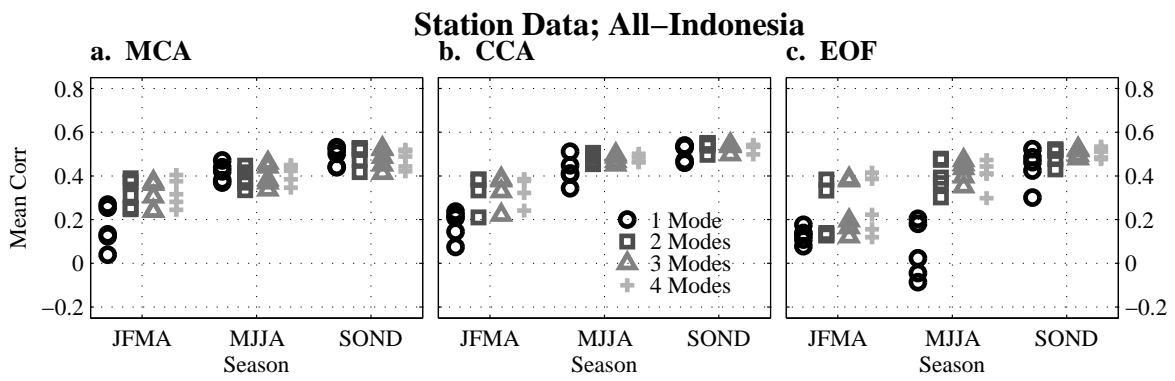 Station Data; All−Indonesia
a. MCA
b. CCA
c. EOF
Mean Corr
0.8
0.6
0.4
0.2
0
−0.2
0.8
0.6
0.4
0.2
0
−0.2
1 Mode
2 Modes
3 Modes
4 Modes
JFMA MJJA SOND
JFMA MJJA SOND
JFMA MJJA SOND
Season
Season
Season